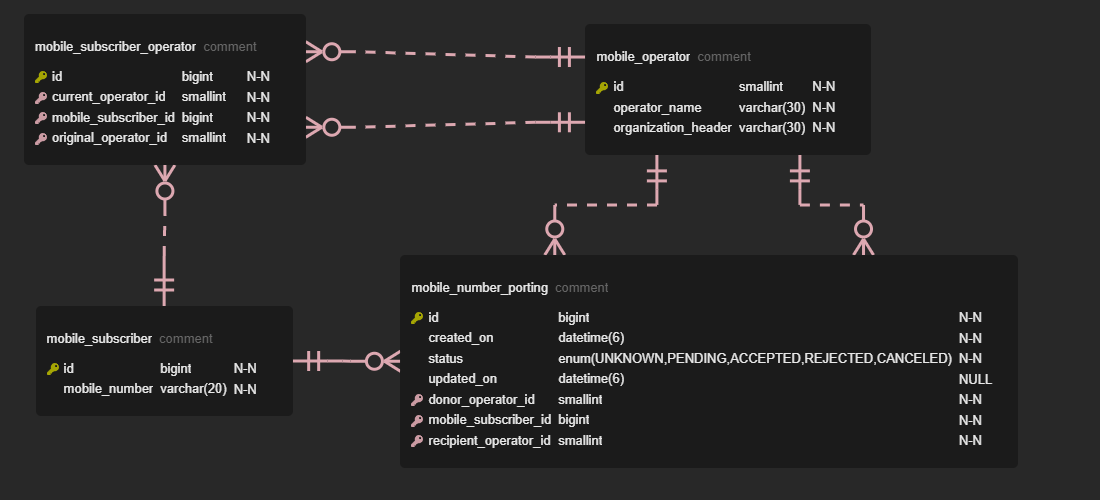 mobile_subscriber_operator comment
id bigint N-N
current_operator_id smallint N-N
mobile_subscriber_id bigint N-N
original_operator_id smallint N-N
mobile_operator comment
id smallint N-N
operator_name varchar(30) N-N
organization_header varchar(30) N-N
mobile_subscriber comment
id bigint N-N
mobile_number varchar(20) N-N
mobile_number_porting comment
id bigint N-N
created_on datetime(6) N-N
status enum(UNKNOWN,PENDING,ACCEPTED,REJECTED,CANCELED) N-N
updated_on datetime(6) NULL
donor_operator_id smallint N-N
mobile_subscriber_id bigint N-N
recipient_operator_id smallint N-N